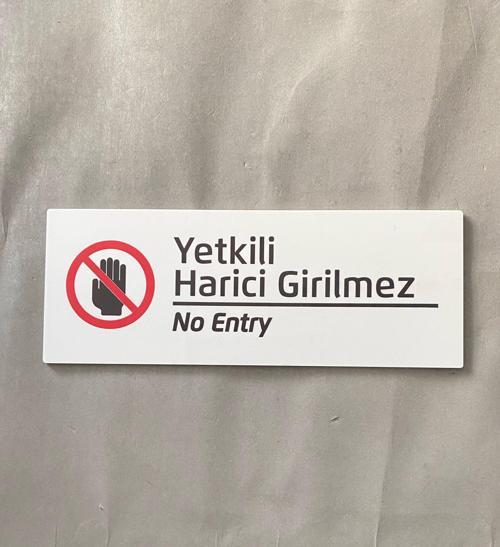 Yetkili
Harici Girilmez
No Entry